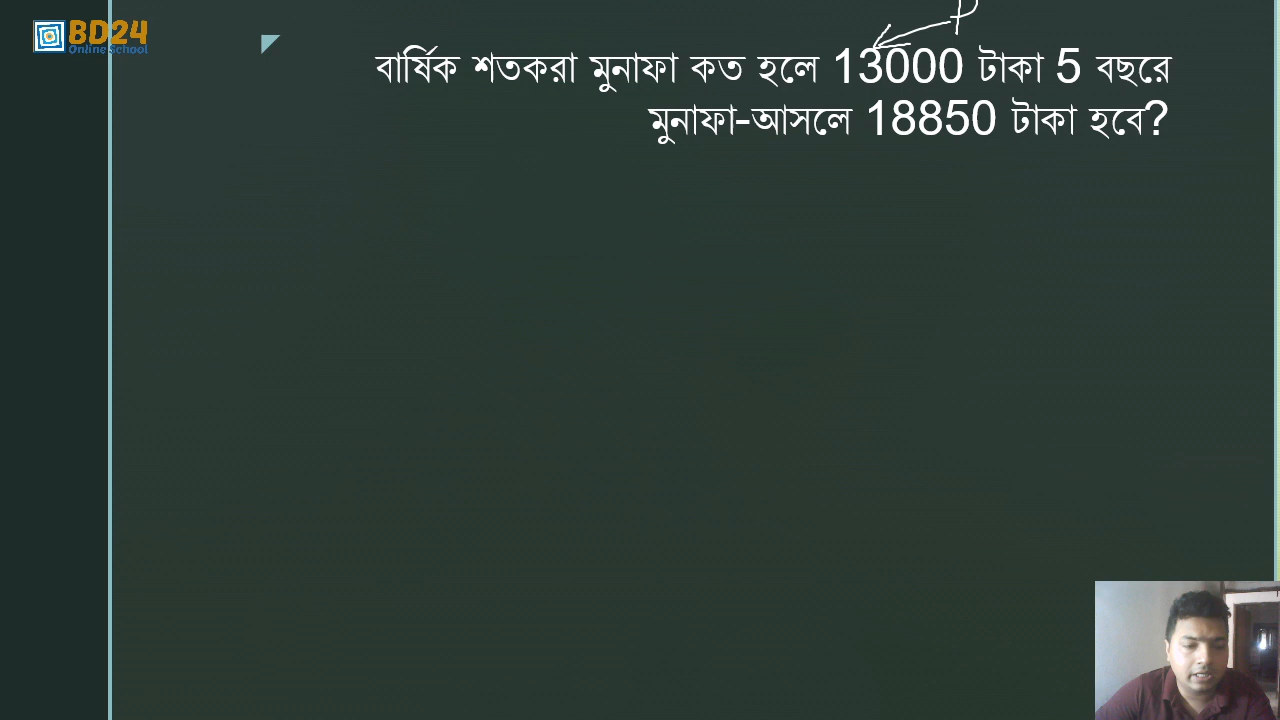 BD24
Online School
P
বার্ষিক শতকরা মুনাফা কত হলে 13000 টাকা 5 বছরে
মুনাফা-আসলে 18850 টাকা হবে?